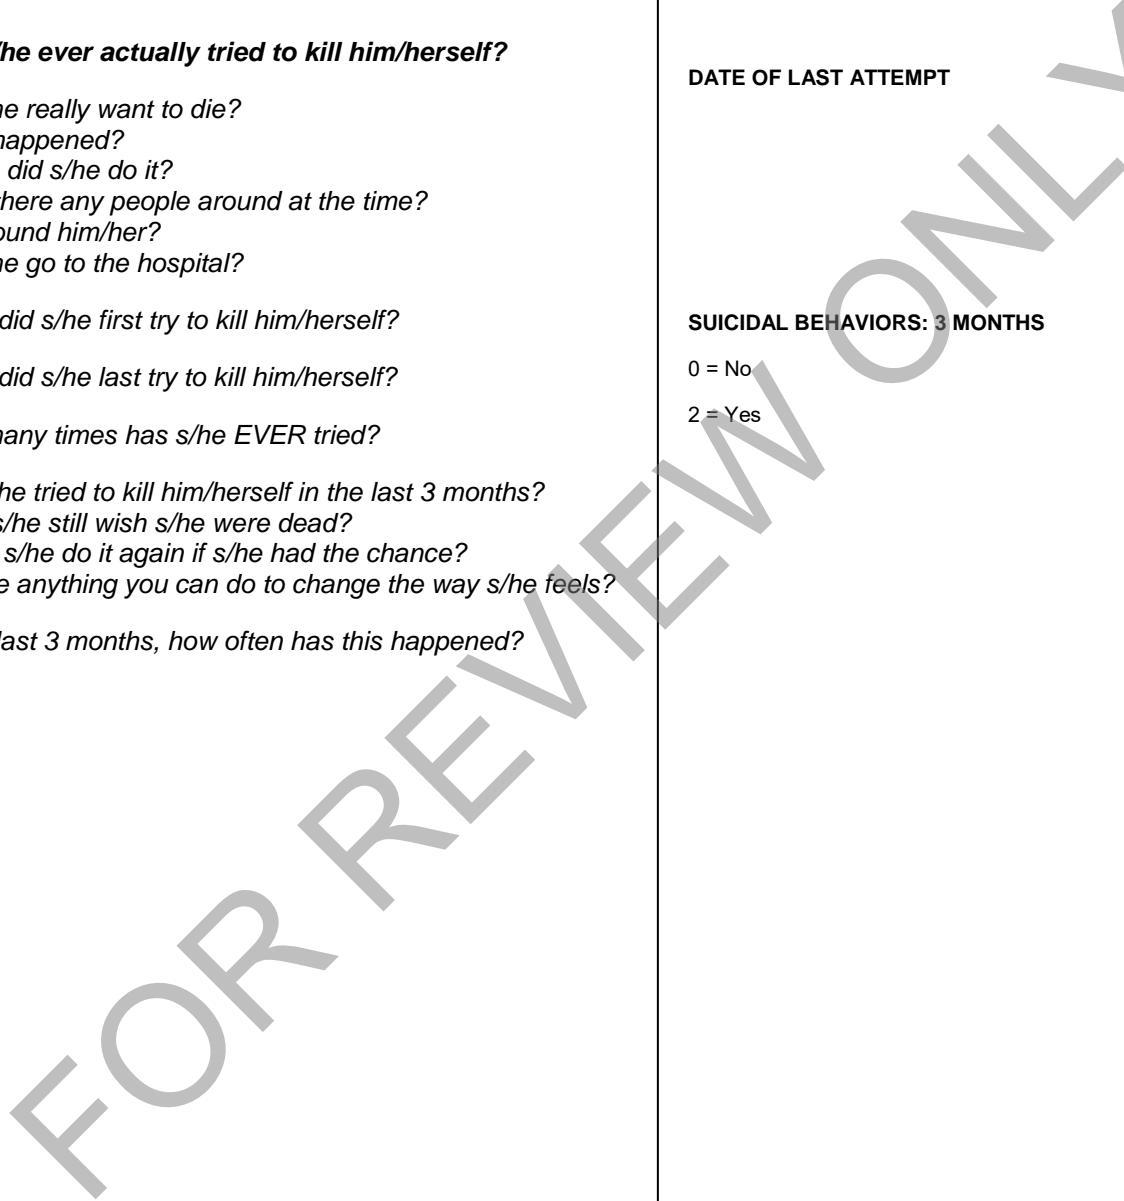 /he ever actually tried to kill him/herself?
he really want to die?
happened?
did s/he do it?
there any people around at the time?
ound him/her?
he go to the hospital?
did s/he first try to kill him/herself?
did s/he last try to kill him/herself?
many times has s/he EVER tried?
he tried to kill him/herself in the last 3 months?
s/he still wish s/he were dead?
s/he do it again if s/he had the chance?
e anything you can do to change the way s/he feels?
last 3 months, how often has this happened?
DATE OF LAST ATTEMPT
SUICIDAL BEHAVIORS: 3 MONTHS
0 = No
2 = Yes
FOR REVIEW ONLY